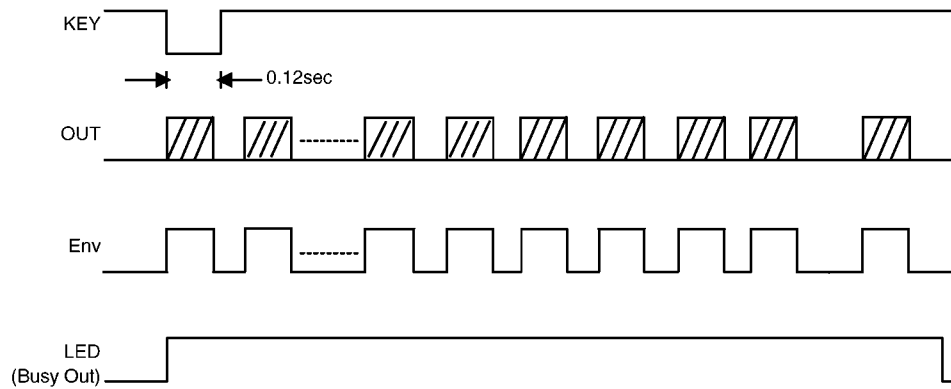 KEY
0.12sec
OUT
Env
LED
(Busy Out)